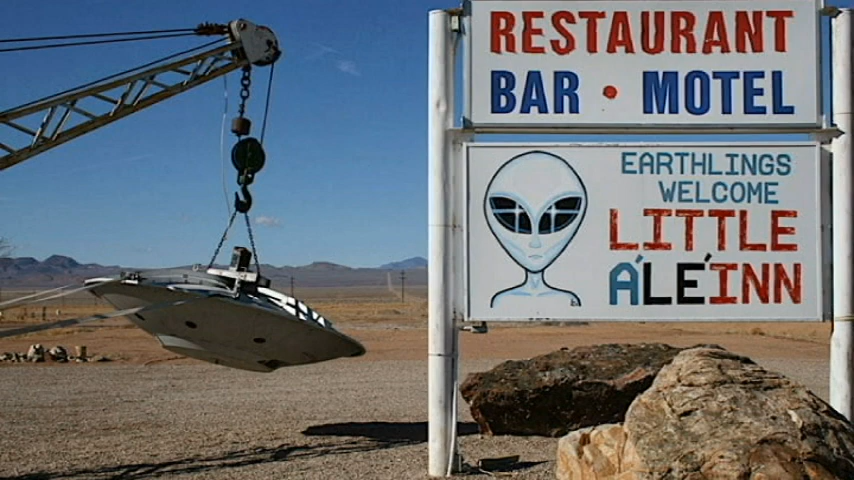 RESTAURANT
BAR • MOTEL
EARTHLINGS
WELCOME
LITTLE
A'LE'INN